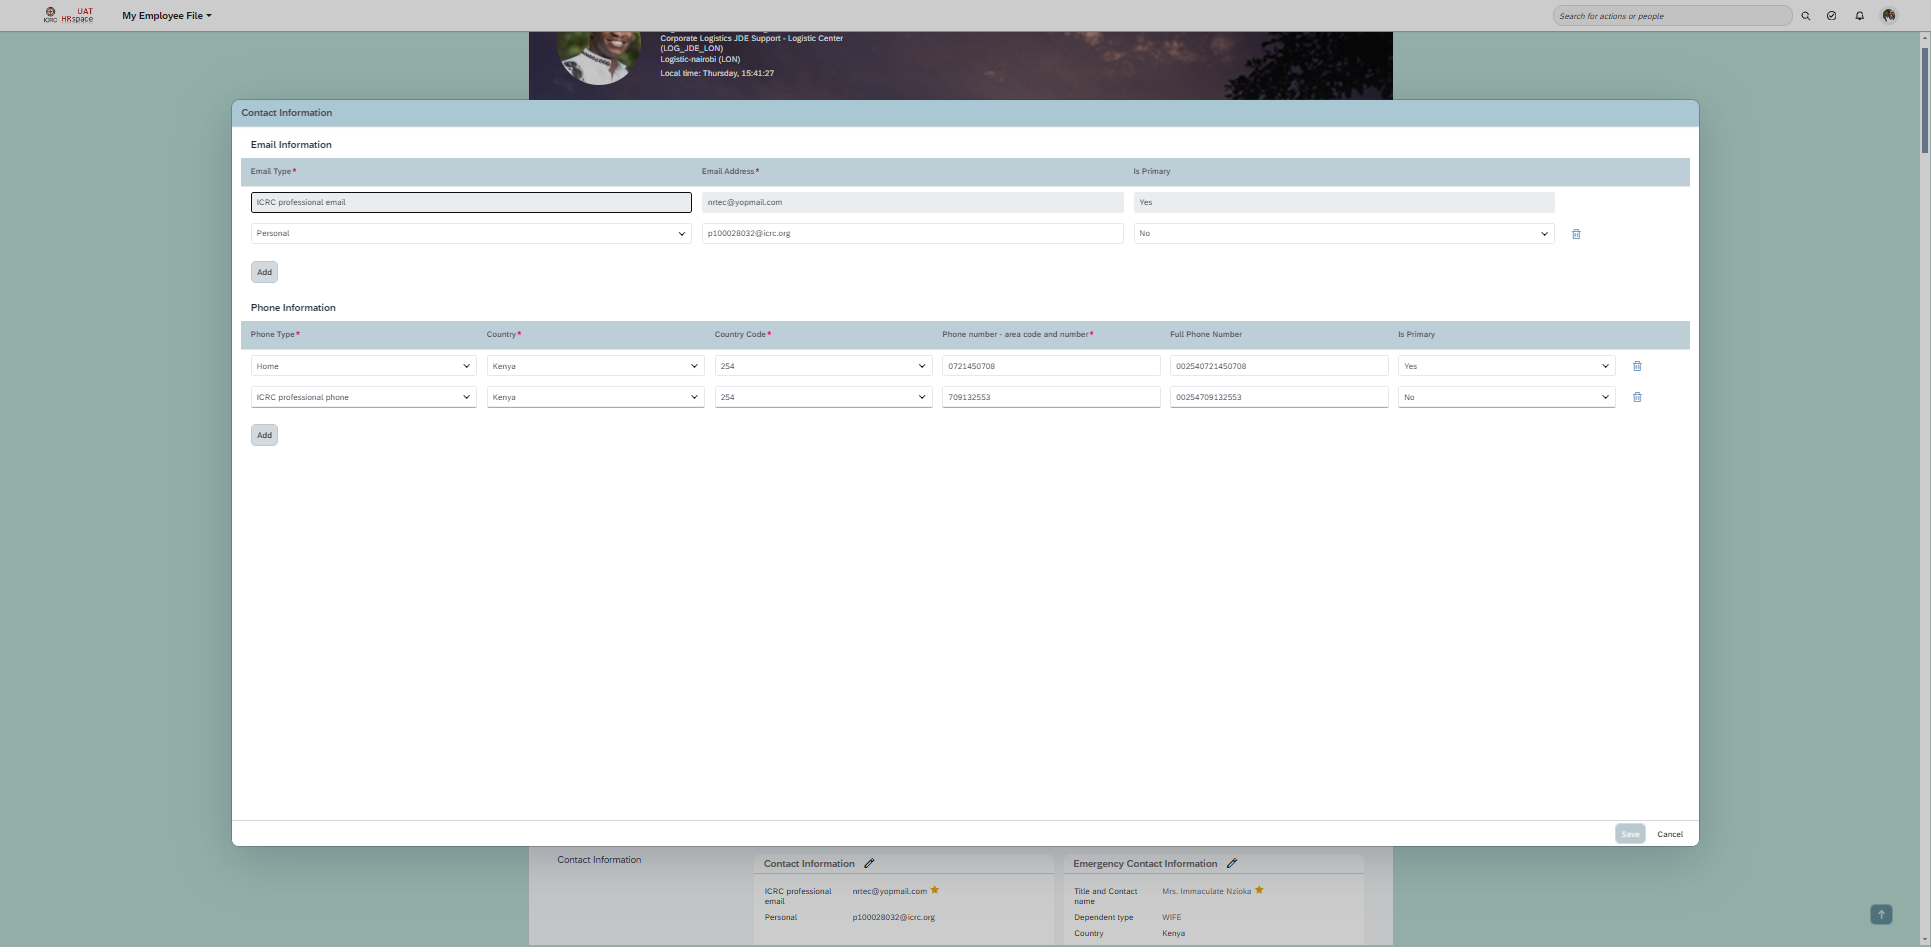 ICRC
UAT
HRspace
My Employee File
Search for actions or people
Corporate Logistics JDE Support - Logistic Center
(LOG_JDE_LON)
Logistic-nairobi (LON)
Local time: Thursday, 15:41:27
Contact Information
Email Information
Email Type* Email Address* Is Primary
ICRC professional email nrtec@yopmail.com Yes
Personal p100028032@icrc.org No
Add
Phone Information
Phone Type* Country* Country Code* Phone number - area code and number* Full Phone Number Is Primary
Home Kenya 254 0721450708 002540721450708 Yes
ICRC professional phone Kenya 254 709132553 00254709132553 No
Add
Save Cancel
Contact Information
Contact Information
ICRC professional email nrtec@yopmail.com
Personal p100028032@icrc.org
Emergency Contact Information
Title and Contact name Mrs. Immaculate Nzioka
Dependent type WIFE
Country Kenya